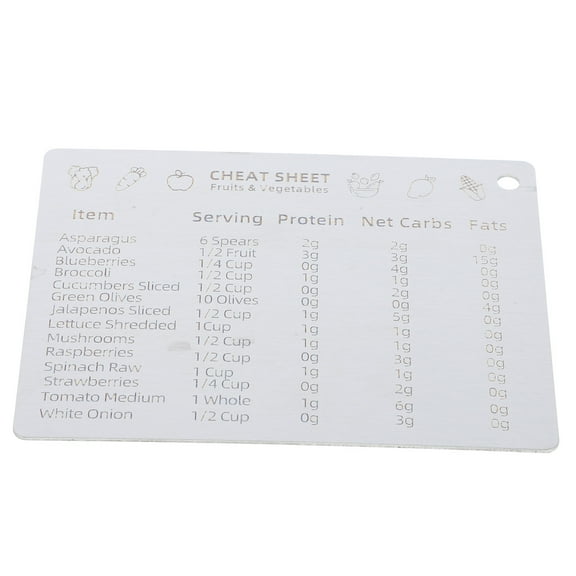 CHEAT SHEET
Fruits & Vegetables
Item Serving Protein Net Carbs Fats
Asparagus 6 Spears 2g 2g 0g
Avocado 1/2 Fruit 3g 3g 15g
Blueberries 1/4 Cup 0g 4g 0g
Broccoli 1/2 Cup 1g 1g 0g
Cucumbers Sliced 1/2 Cup 0g 2g 0g
Green Olives 10 Olives 0g 0g 4g
Jalapenos Sliced 1/2 Cup 1g 5g 0g
Lettuce Shredded 1Cup 1g 1g 0g
Mushrooms 1/2 Cup 1g 1g 0g
Raspberries 1/2 Cup 0g 3g 0g
Spinach Raw 1 Cup 1g 1g 0g
Strawberries 1/4 Cup 0g 2g 0g
Tomato Medium 1 Whole 1g 6g 0g
White Onion 1/2 Cup 0g 3g 0g